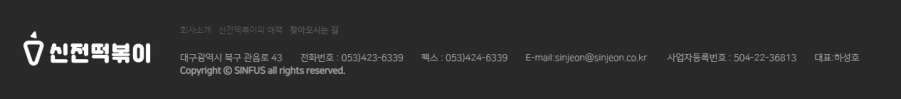 회사소개 신전떡볶이의 매력 찾아오시는 길
신전떡볶이
대구광역시 북구 관음로 43 전화번호 : 053)423-6339 팩스 : 053)424-6339 E-mail:sinjeon@sinjeon.co.kr 사업자등록번호 : 504-22-36813 대표:하성호
Copyright ⓒ SINFUS all rights reserved.